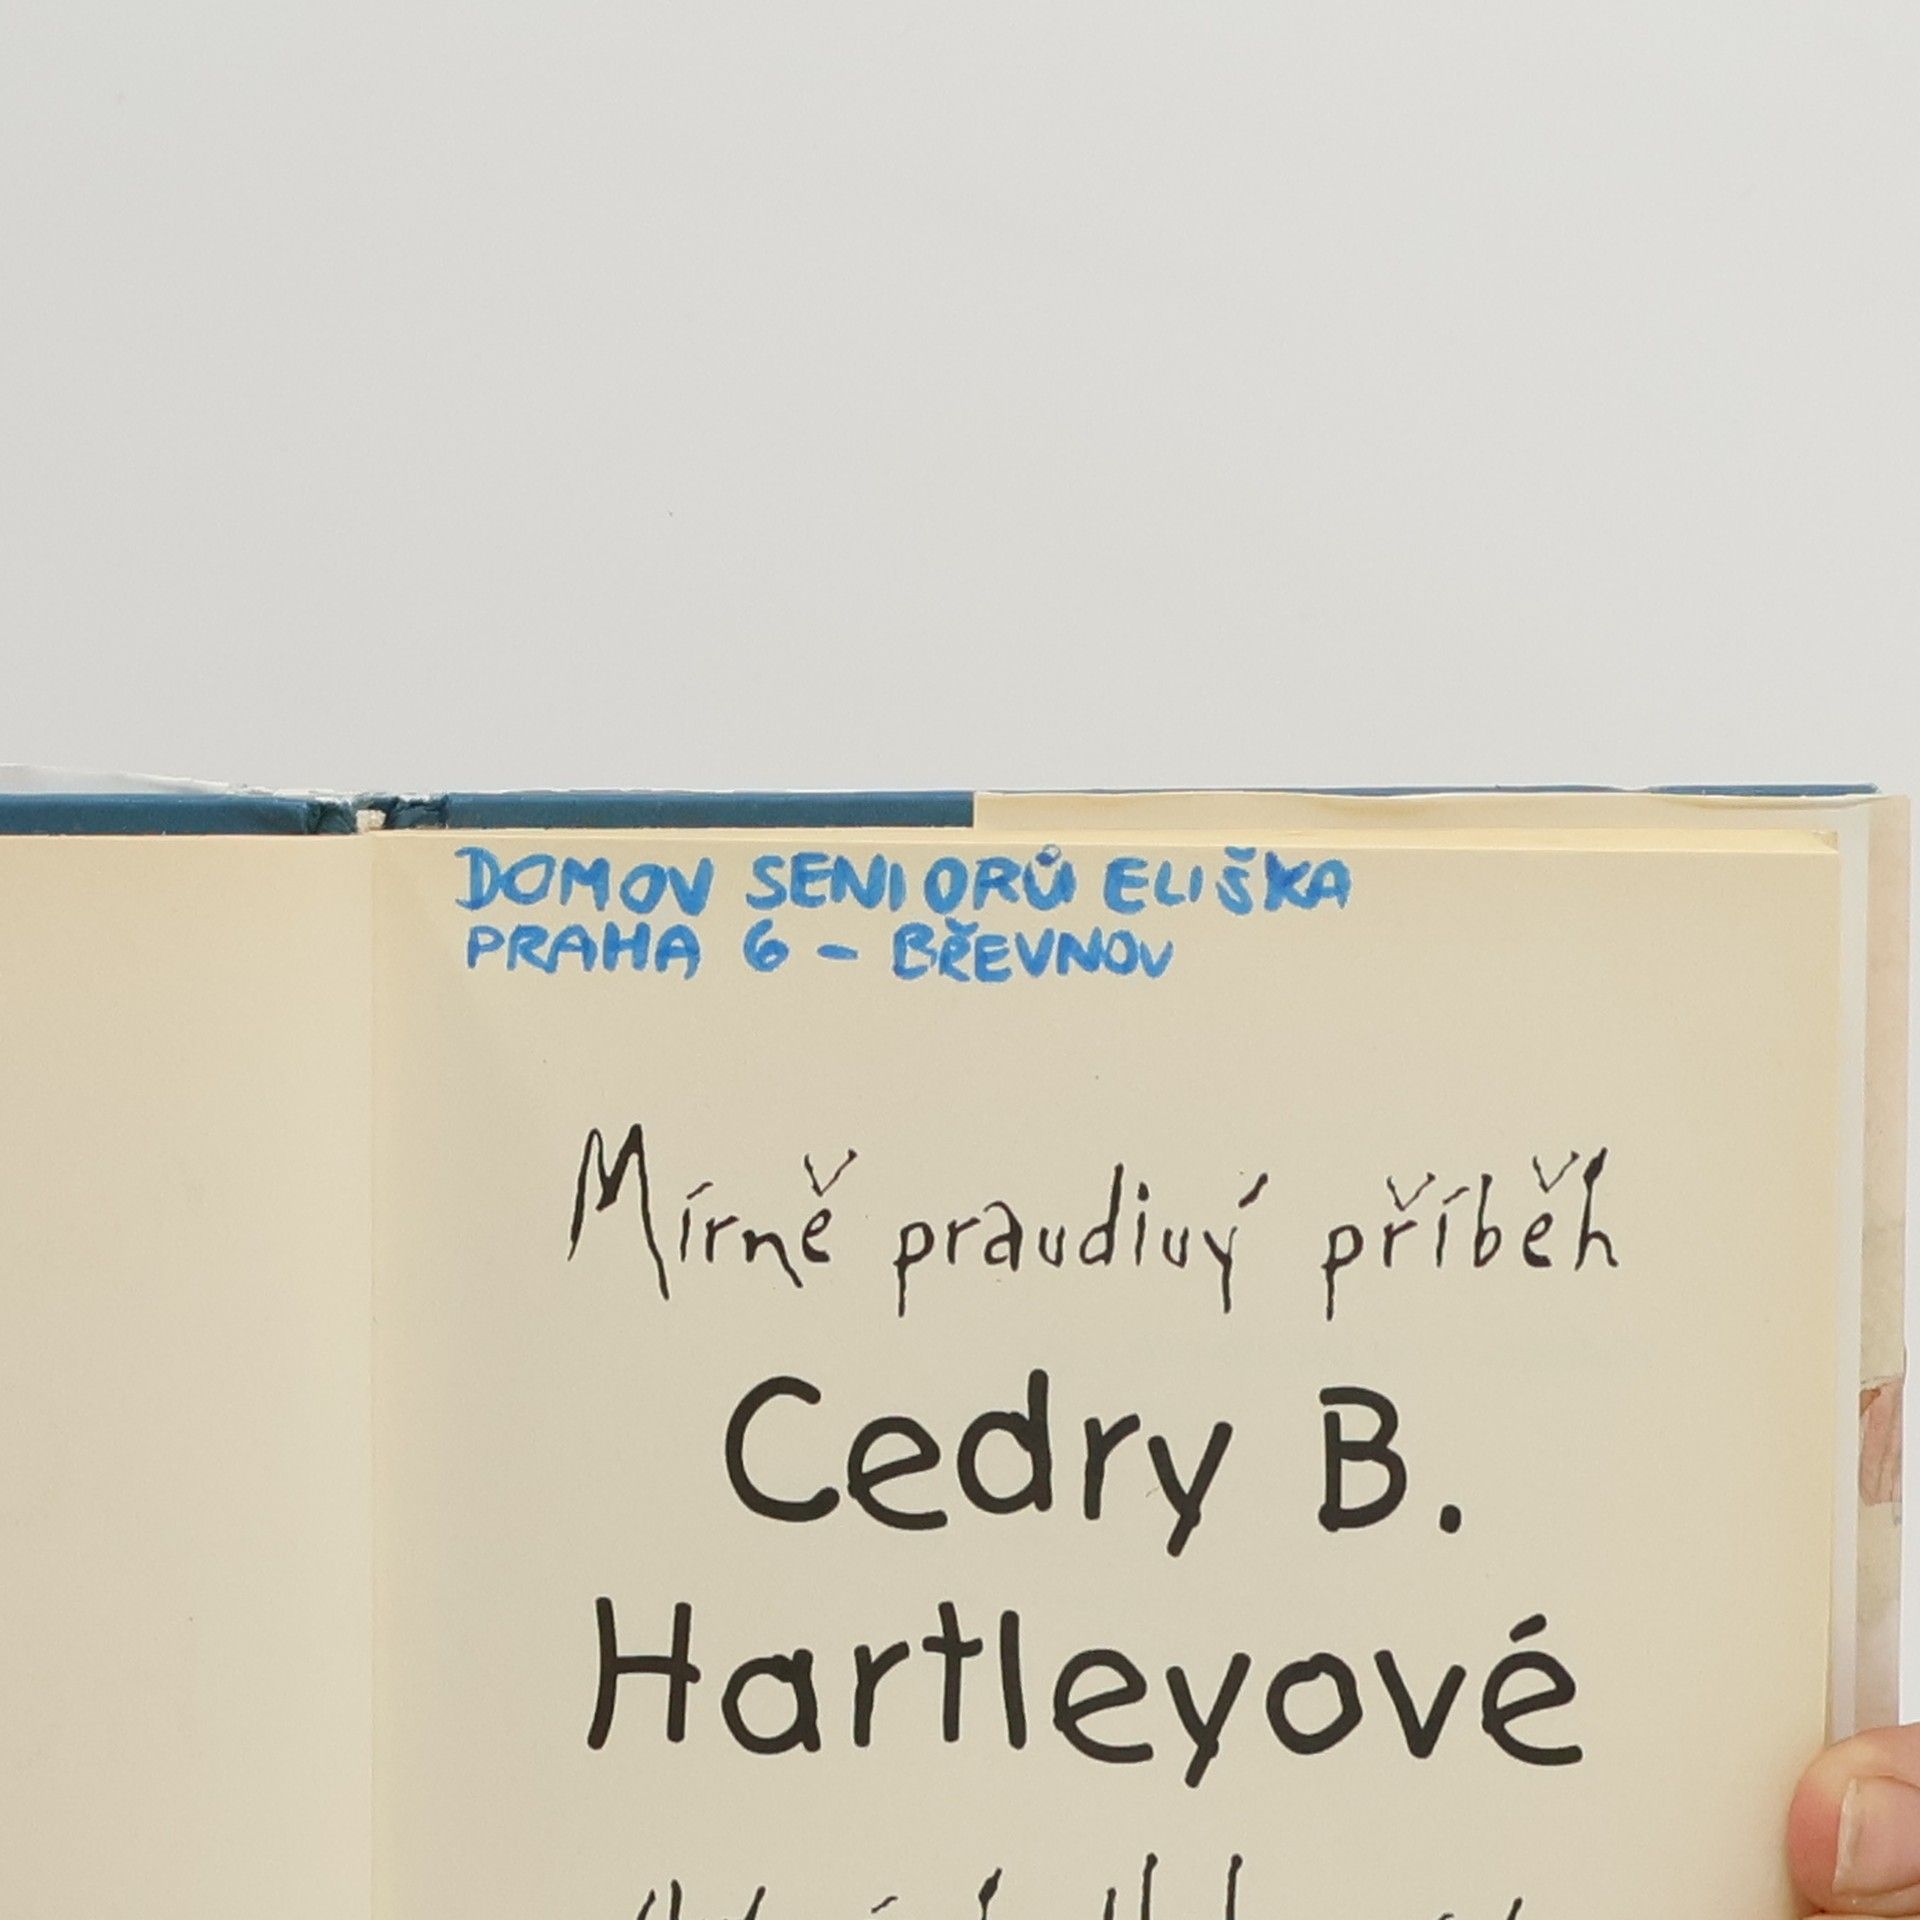 DOMOV SENIORŮ ELIŠKA
PRAHA 6 - BŘEVNOV
Mírně pravdivý příběh
Cedry B.
Hartleyové